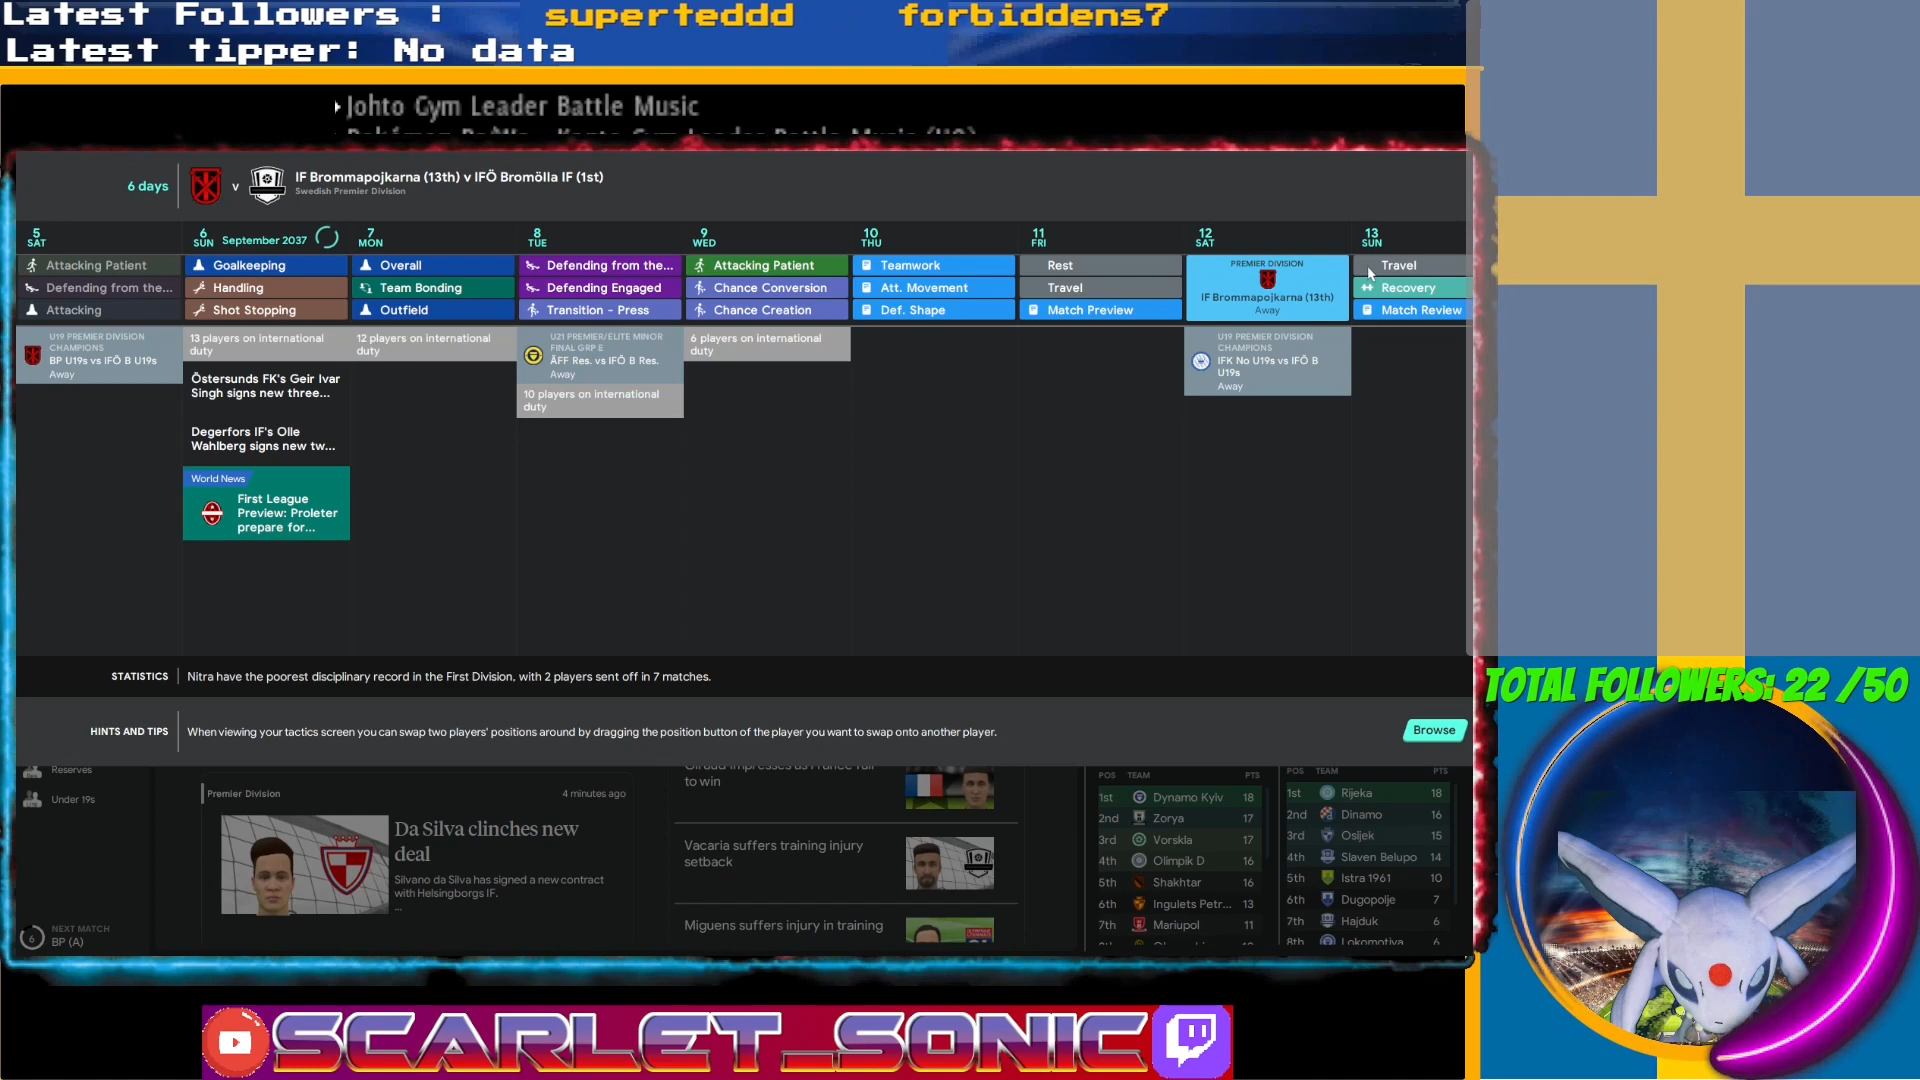 Latest Followers : superteddd forbiddens7
Latest tipper: No data
Johto Gym Leader Battle Music
6 days
v
IF Brommapojkarna (13th) v IFÖ Bromölla IF (1st)
Swedish Premier Division
5 SAT
6 SUN September 2037
7 MON
8 TUE
9 WED
10 THU
11 FRI
12 SAT
13 SUN
Attacking Patient
Defending from the...
Attacking
Goalkeeping
Handling
Shot Stopping
Overall
Team Bonding
Outfield
Defending from the...
Defending Engaged
Transition - Press
Attacking Patient
Chance Conversion
Chance Creation
Teamwork
Att. Movement
Def. Shape
Rest
Travel
Match Preview
PREMIER DIVISION
IF Brommapojkarna (13th)
Away
Travel
Recovery
Match Review
U19 PREMIER DIVISION
CHAMPIONS
BP U19s vs IFÖ B U19s
Away
13 players on international
duty
Östersunds FK's Geir Ivar
Singh signs new three...
Degerfors IF's Olle
Wahlberg signs new tw...
World News
First League
Preview: Proleter
prepare for...
12 players on international
duty
U21 PREMIER/ELITE MINOR
FINAL GRP E
ÄFF Res. vs IFÖ B Res.
Away
10 players on international
duty
6 players on international
duty
U19 PREMIER DIVISION
CHAMPIONS
IFK No U19s vs IFÖ B
U19s
Away
STATISTICS
Nitra have the poorest disciplinary record in the First Division, with 2 players sent off in 7 matches.
HINTS AND TIPS
When viewing your tactics screen you can swap two players' positions around by dragging the position button of the player you want to swap onto another player.
Browse
Reserves
Under 19s
NEXT MATCH
6
BP (A)
Premier Division
4 minutes ago
Da Silva clinches new
deal
Silvano da Silva has signed a new contract
with Helsingborgs IF.
...
to win
Vacaria suffers training injury
setback
Miguens suffers injury in training
POS TEAM PTS
1st Dynamo Kyiv 18
2nd Zorya 17
3rd Vorskla 17
4th Olimpik D 16
5th Shakhtar 16
6th Ingulets Petr... 13
7th Mariupol 11
POS TEAM PTS
1st Rijeka 18
2nd Dinamo 16
3rd Osijek 15
4th Slaven Belupo 14
5th Istra 1961 10
6th Dugopolje 7
7th Hajduk 6
8th Lokomotiva 6
TOTAL FOLLOWERS: 22 /50
SCARLET_SONIC